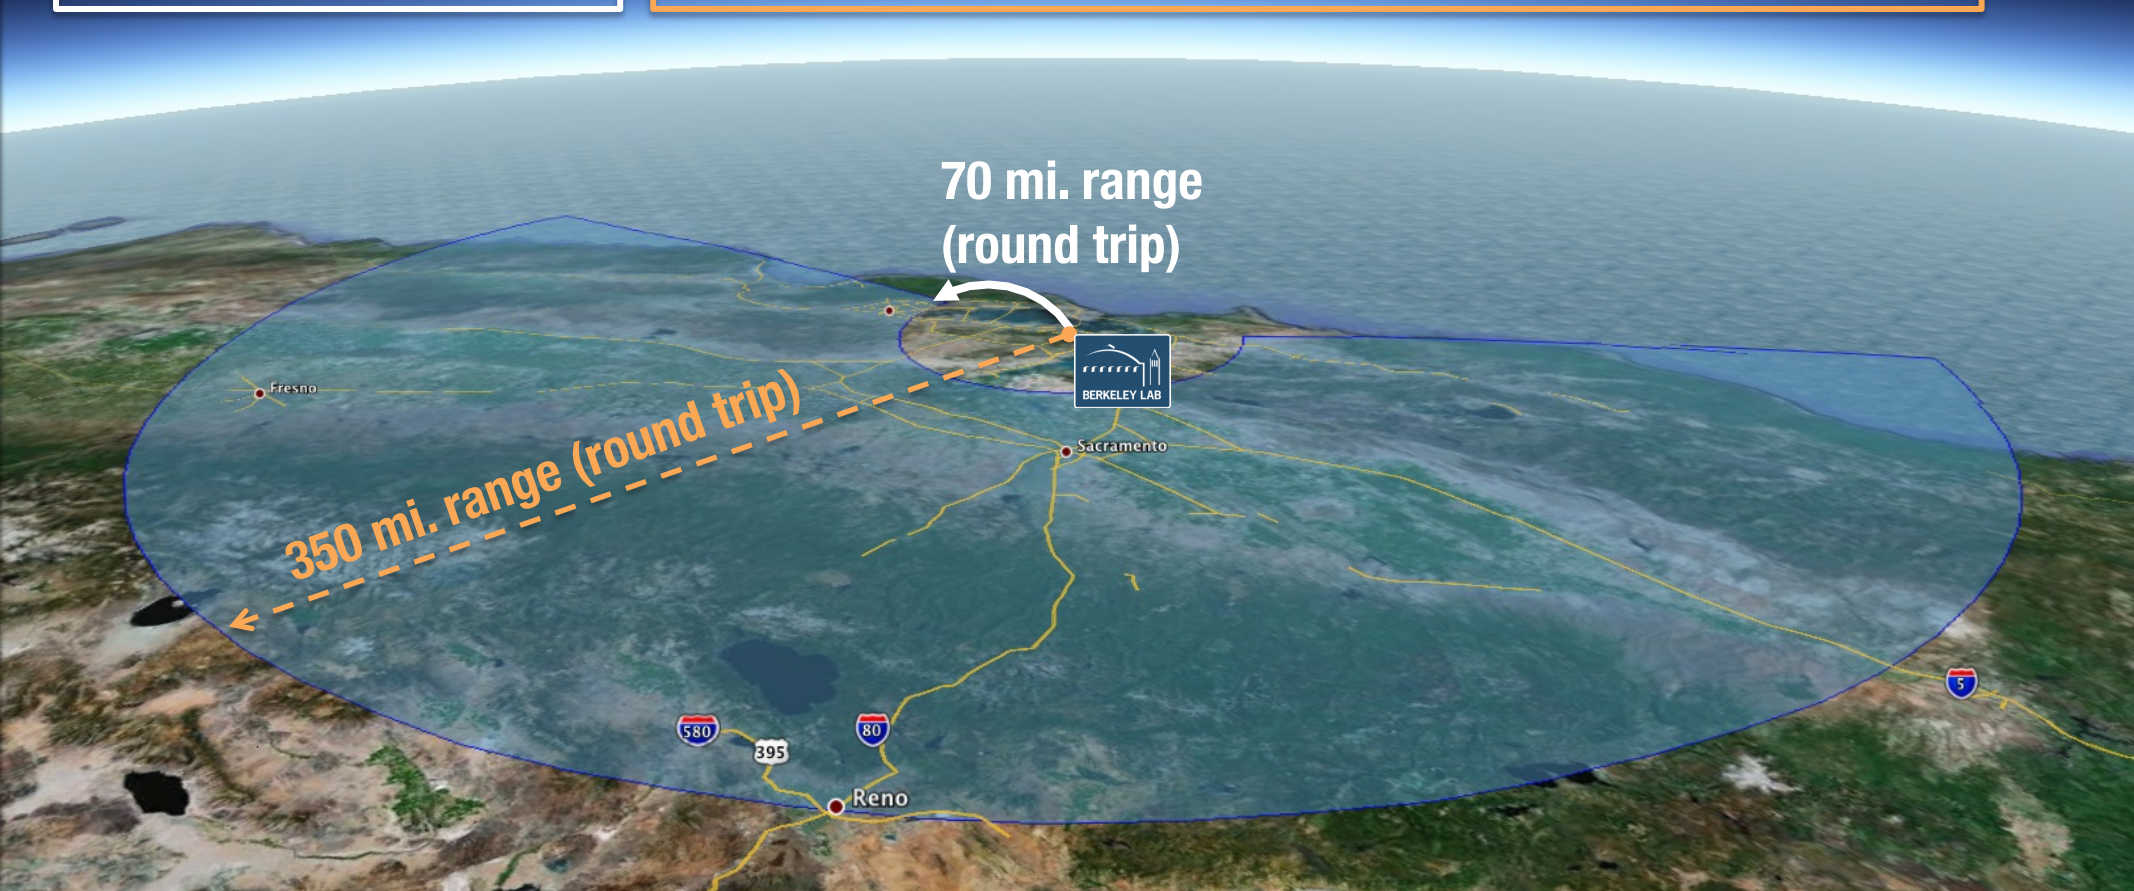 70 mi. range
(round trip)
BERKELEY LAB
Fresno
350 mi. range (round trip)
Sacramento
5
580
80
395
Reno